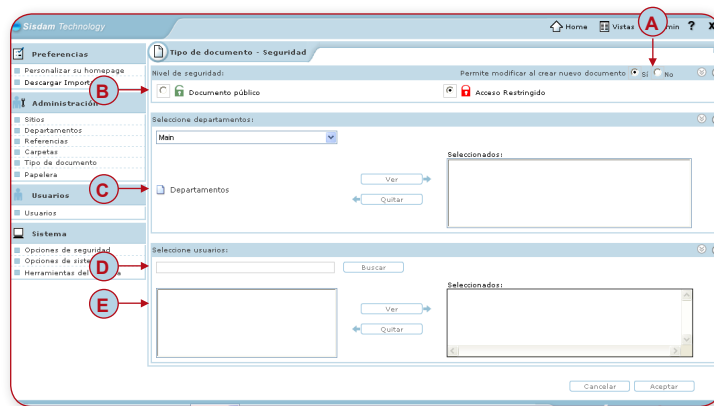 Sisdam Technology
Home Vistas min ? X
A
Preferencias
Personalizar su homepage
Descargar Import
Administración
Sitios
Departamentos
Referencias
Carpetas
Tipo de documento
Papelera
Usuarios
Usuarios
Sistema
Opciones de seguridad
Opciones de siste
Herramientas del a
Tipo de documento - Seguridad
Nivel de seguridad: Permite modificar al crear nuevo documento Sí No
B
Documento público Acceso Restringido
Seleccione departamentos:
Main
Seleccionados:
C
Departamentos
Ver
Quitar
Seleccione usuarios:
D
Buscar
Seleccionados:
E
Ver
Quitar
Cancelar Aceptar